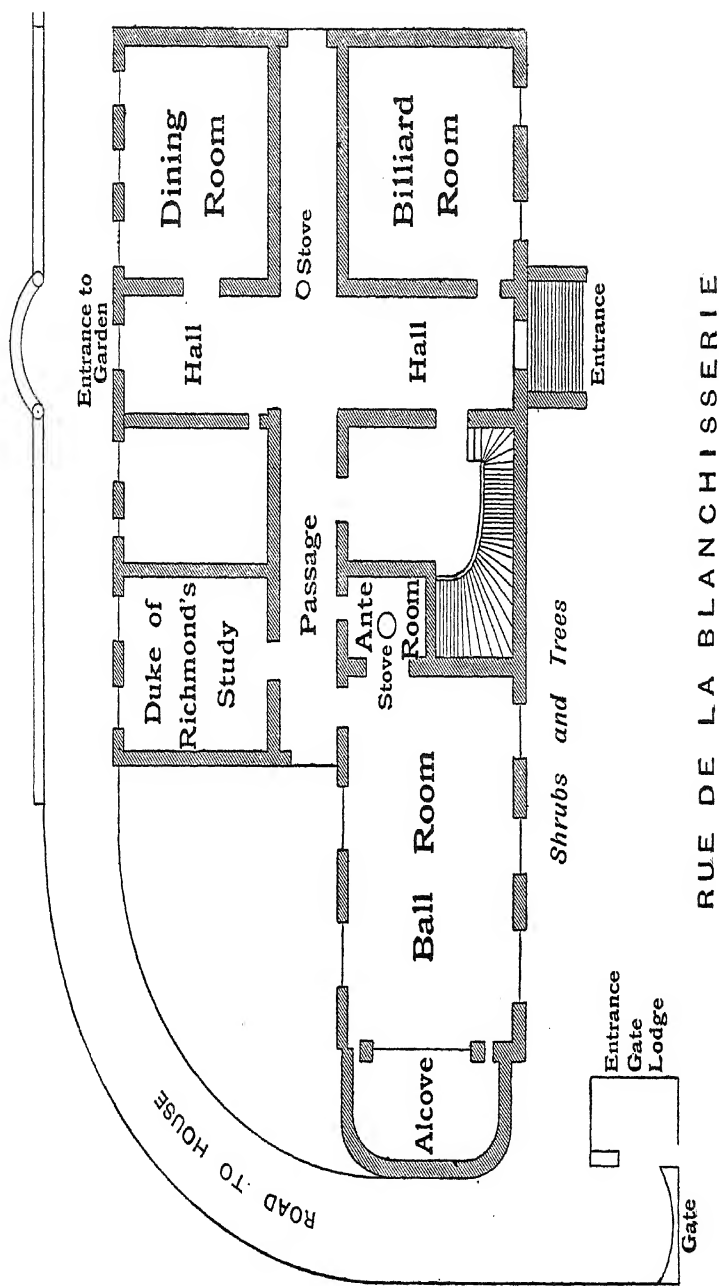 ROAD TO HOUSE
Gate
Entrance
Gate
Lodge
Alcove
Ball Room
Shrubs and Trees
Duke of
Richmond's
Study
Passage
Ante
Room
Stove
Entrance to
Garden
Hall
Hall
Entrance
Stove
Dining
Room
Billiard
Room
RUE DE LA BLANCHISSERIE